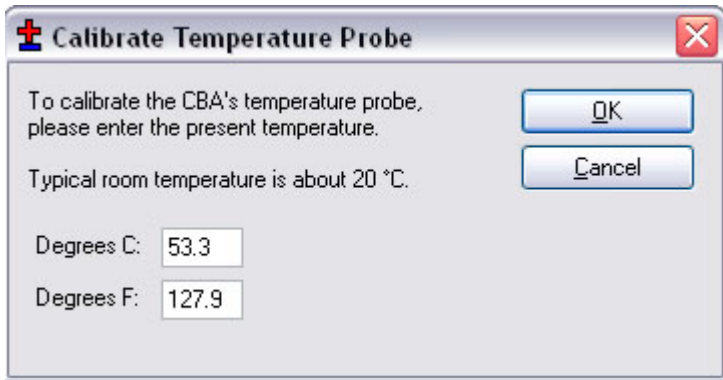 Calibrate Temperature Probe
To calibrate the CBA's temperature probe,
please enter the present temperature.
OK
Cancel
Typical room temperature is about 20 °C.
Degrees C: 53.3
Degrees F: 127.9